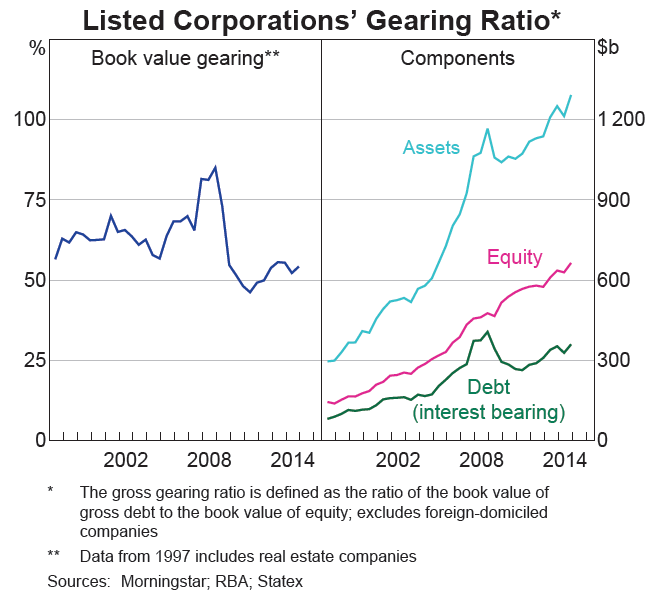 Listed Corporations’ Gearing Ratio*
% $b
Book value gearing** Components
100 1 200
Assets
75 900
Equity
50 600
25 300
Debt
(interest bearing)
0 0
2002 2008 2014 2002 2008 2014
* The gross gearing ratio is defined as the ratio of the book value of
gross debt to the book value of equity; excludes foreign-domiciled
companies
** Data from 1997 includes real estate companies
Sources: Morningstar; RBA; Statex